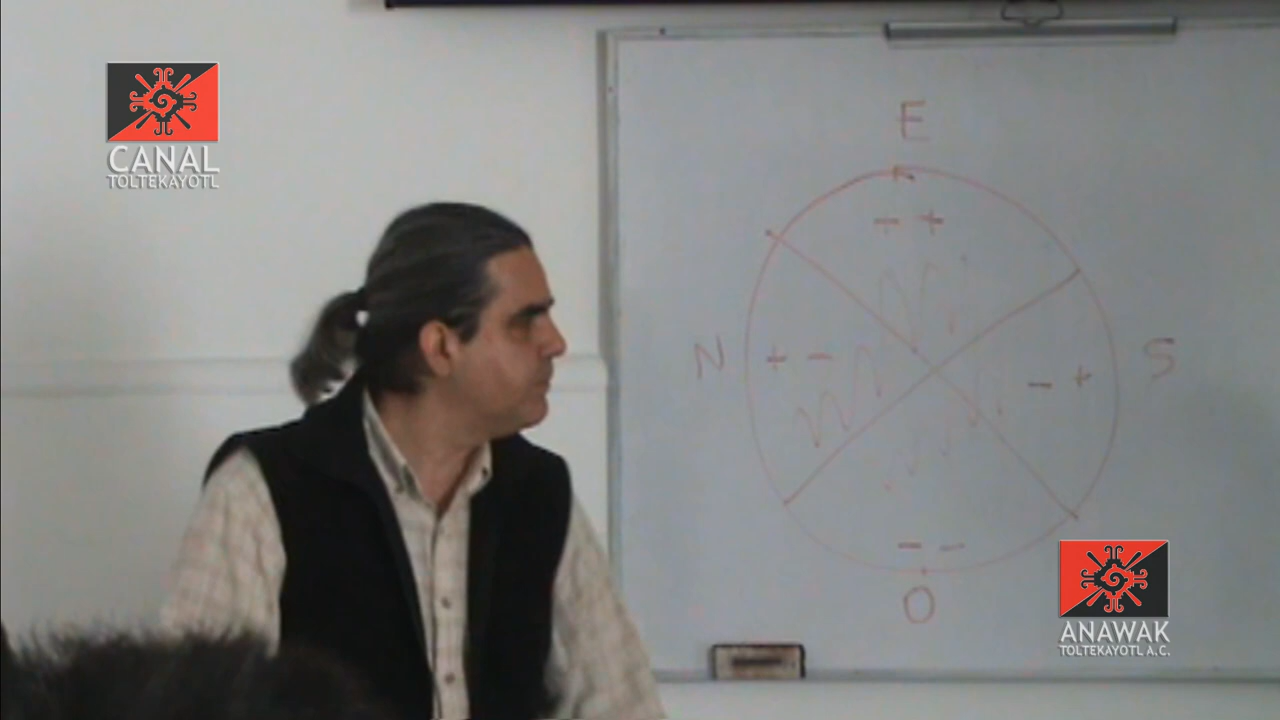 CANAL
TOLTEKAYOTL
E
+ +
N
+ -
- +
S
- -
O
ANAWAK
TOLTEKAYOTL A.C.